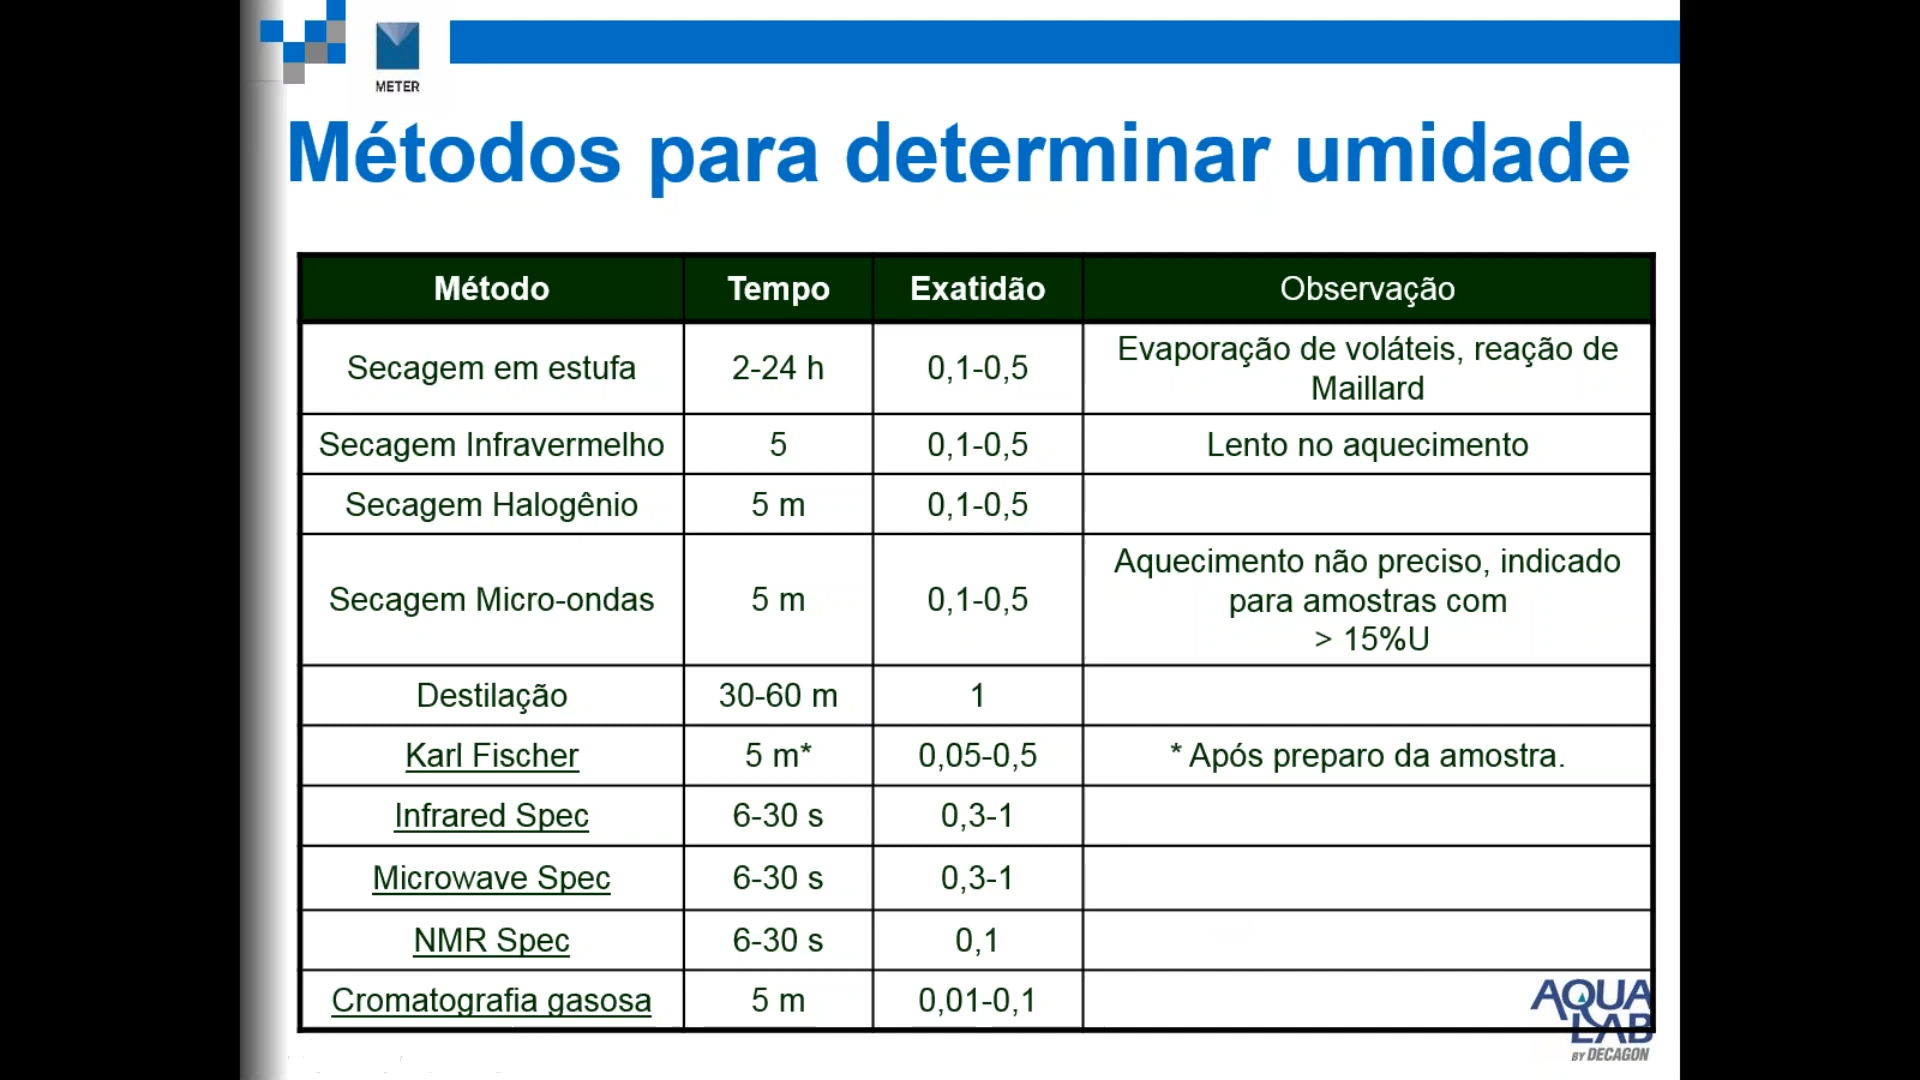 METER
Métodos para determinar umidade
Método Tempo Exatidão Observação
Secagem em estufa 2-24 h 0,1-0,5 Evaporação de voláteis, reação de
Maillard
Secagem Infravermelho 5 0,1-0,5 Lento no aquecimento
Secagem Halogênio 5 m 0,1-0,5
Secagem Micro-ondas 5 m 0,1-0,5 Aquecimento não preciso, indicado
para amostras com
> 15%U
Destilação 30-60 m 1
Karl Fischer 5 m* 0,05-0,5 * Após preparo da amostra.
Infrared Spec 6-30 s 0,3-1
Microwave Spec 6-30 s 0,3-1
NMR Spec 6-30 s 0,1
Cromatografia gasosa 5 m 0,01-0,1
AQUA
LAB
BY DECAGON